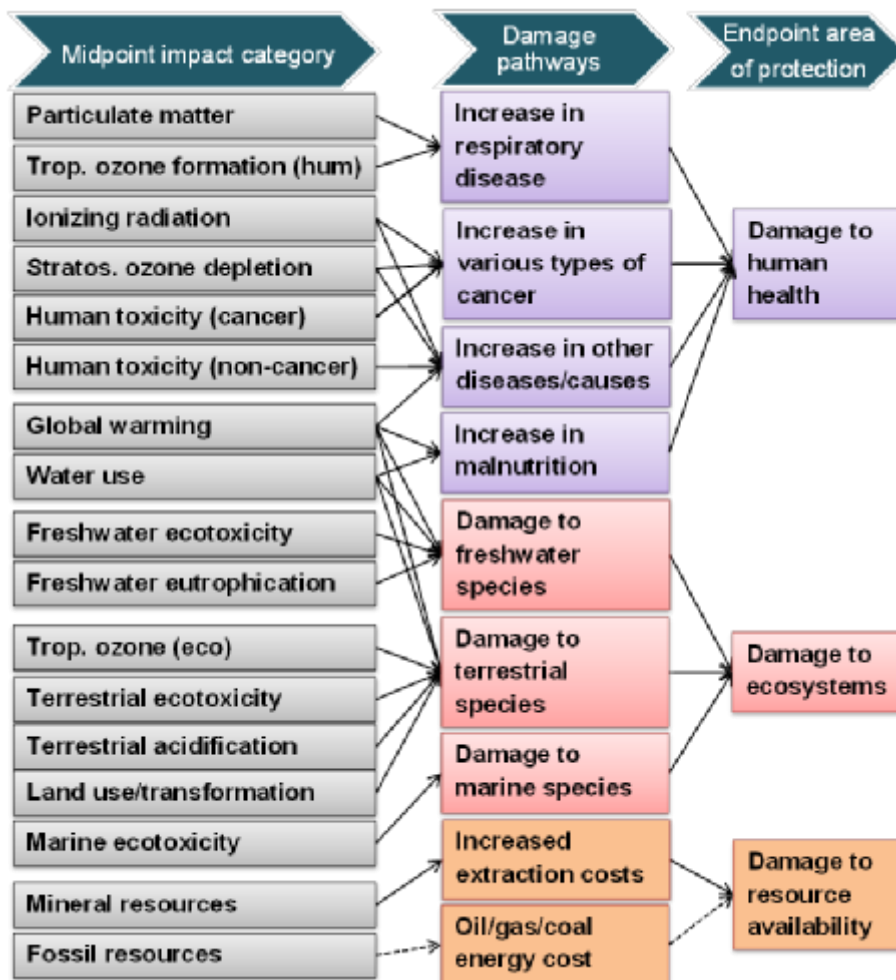 Midpoint impact category
Damage
pathways
Endpoint area
of protection
Particulate matter
Trop. ozone formation (hum)
Ionizing radiation
Stratos. ozone depletion
Human toxicity (cancer)
Human toxicity (non-cancer)
Global warming
Water use
Freshwater ecotoxicity
Freshwater eutrophication
Trop. ozone (eco)
Terrestrial ecotoxicity
Terrestrial acidification
Land use/transformation
Marine ecotoxicity
Mineral resources
Fossil resources
Increase in
respiratory
disease
Increase in
various types of
cancer
Increase in other
diseases/causes
Increase in
malnutrition
Damage to
freshwater
species
Damage to
terrestrial
species
Damage to
marine species
Increased
extraction costs
Oil/gas/coal
energy cost
Damage to
human
health
Damage to
ecosystems
Damage to
resource
availability